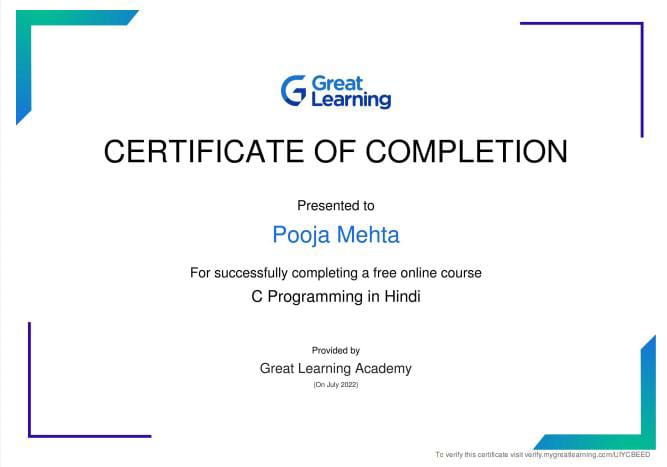 Great
Learning
CERTIFICATE OF COMPLETION
Presented to
Pooja Mehta
For successfully completing a free online course
C Programming in Hindi
Provided by
Great Learning Academy
(On July 2022)
To verify this certificate visit verify.mygreatlearning.com/UIYCBEED